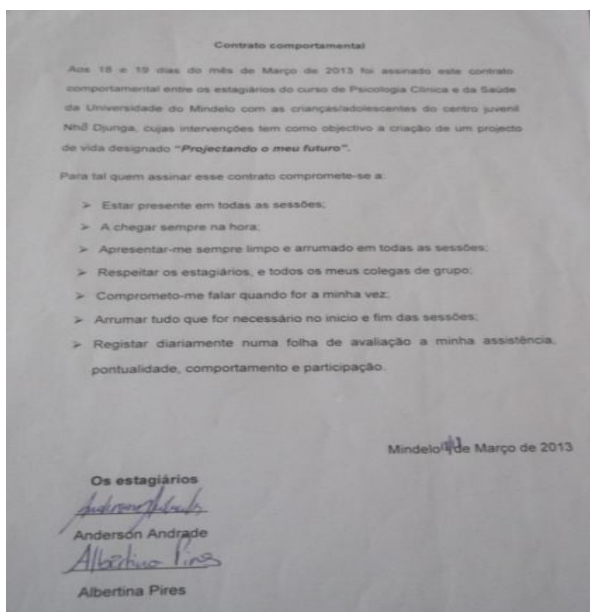 Contrato comportamental
Aos 18 e 19 dias do mês de Março de 2013 foi assinado este contrato
comportamental entre os estagiários do curso de Psicologia Clínica e da Saúde
da Universidade do Mindelo com as crianças/adolescentes do centro juvenil
Nhô Djunga, cujas intervenções tem como objectivo a criação de um projecto
de vida designado “Projectando o meu futuro”.
Para tal quem assinar esse contrato compromete-se a:
➢ Estar presente em todas as sessões;
➢ A chegar sempre na hora;
➢ Apresentar-me sempre limpo e arrumado em todas as sessões;
➢ Respeitar os estagiários, e todos os meus colegas de grupo;
➢ Comprometo-me falar quando for a minha vez;
➢ Arrumar tudo que for necessário no inicio e fim das sessões;
➢ Registar diariamente numa folha de avaliação a minha assistência,
pontualidade, comportamento e participação.
Mindelo de Março de 2013
Os estagiários
Anderson Andrade
Albertina Pires
Albertina Pires